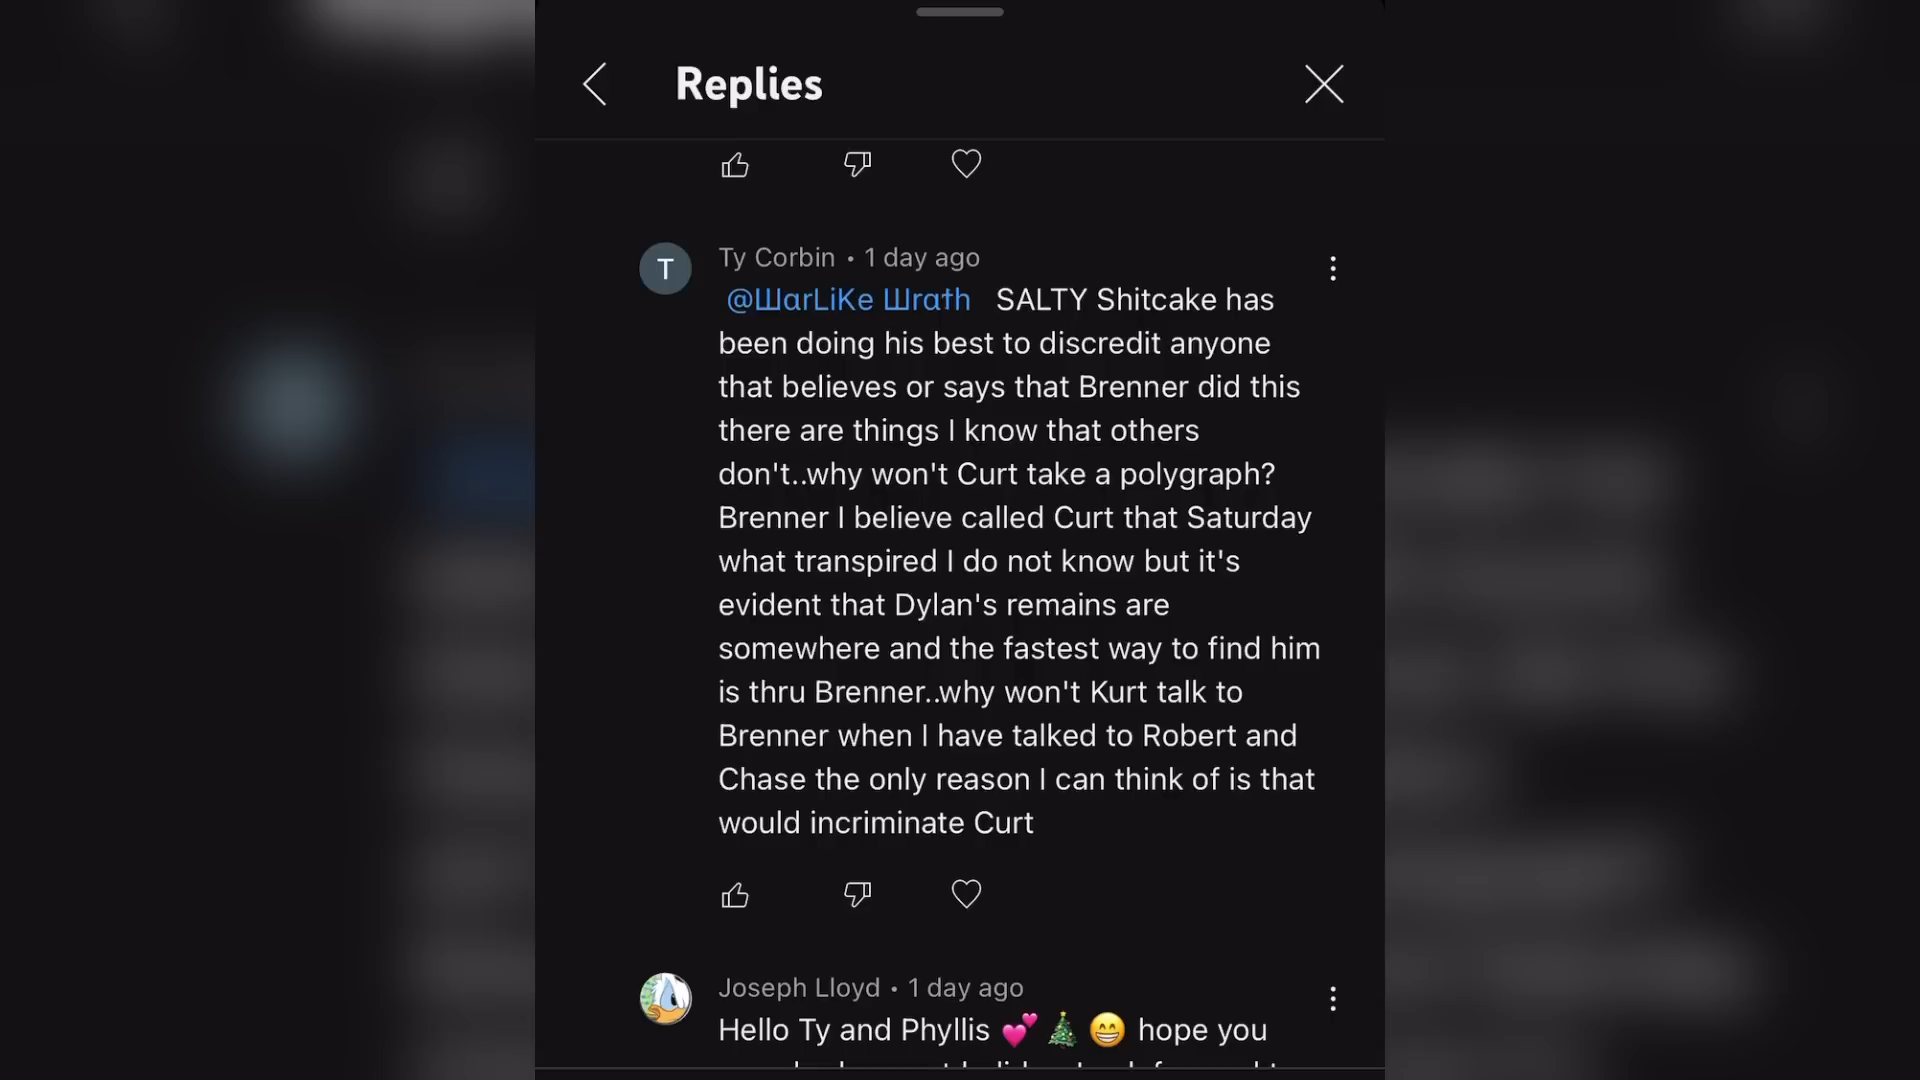 Replies
T
Ty Corbin • 1 day ago
@ШarLiKe Шrαth SALTY Shitcake has
been doing his best to discredit anyone
that believes or says that Brenner did this
there are things I know that others
don't..why won't Curt take a polygraph?
Brenner I believe called Curt that Saturday
what transpired I do not know but it's
evident that Dylan's remains are
somewhere and the fastest way to find him
is thru Brenner..why won't Kurt talk to
Brenner when I have talked to Robert and
Chase the only reason I can think of is that
would incriminate Curt
Joseph Lloyd • 1 day ago
Hello Ty and Phyllis 💕🎄😁 hope you